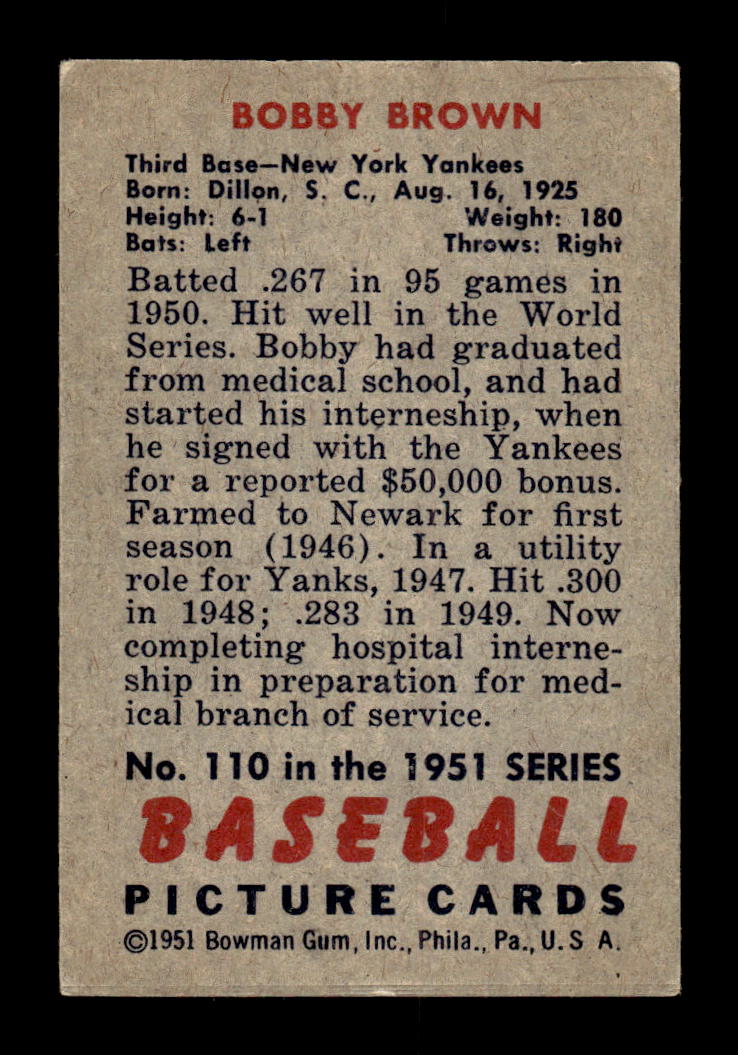 BOBBY BROWN
Third Base—New York Yankees
Born: Dillon, S. C., Aug. 16, 1925
Height: 6-1 Weight: 180
Bats: Left Throws: Right
Batted .267 in 95 games in
1950. Hit well in the World
Series. Bobby had graduated
from medical school, and had
started his interneship, when
he signed with the Yankees
for a reported $50,000 bonus.
Farmed to Newark for first
season (1946). In a utility
role for Yanks, 1947. Hit .300
in 1948; .283 in 1949. Now
completing hospital interne-
ship in preparation for med-
ical branch of service.
No. 110 in the 1951 SERIES
BASEBALL
PICTURE CARDS
©1951 Bowman Gum, Inc., Phila., Pa., U. S A.